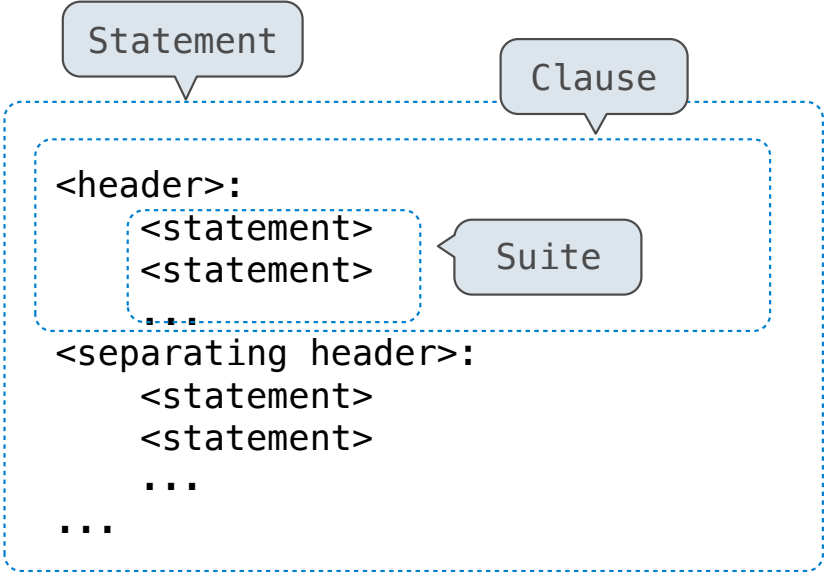 Statement
Clause
<header>:
<statement>
<statement>
Suite
...
<separating header>:
<statement>
<statement>
...
...